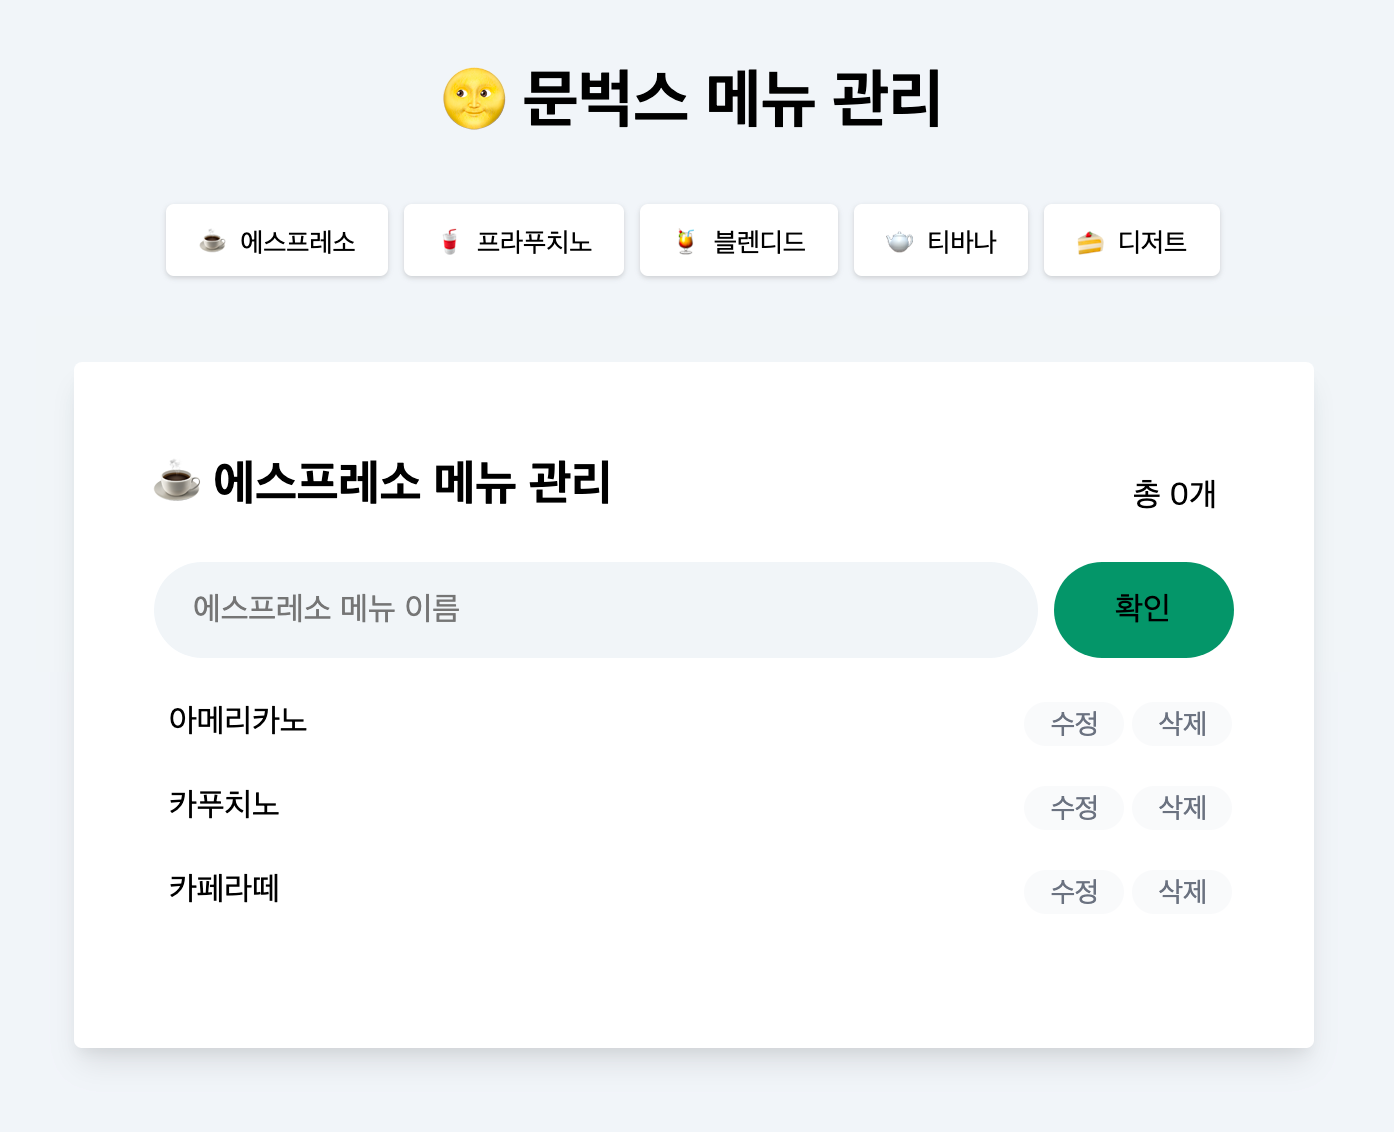 🌝 문벅스 메뉴 관리
☕ 에스프레소 🥤 프라푸치노 🍹 블렌디드 🫖 티바나 🍰 디저트
☕ 에스프레소 메뉴 관리
총 0개
에스프레소 메뉴 이름 확인
아메리카노 수정 삭제
카푸치노 수정 삭제
카페라떼 수정 삭제